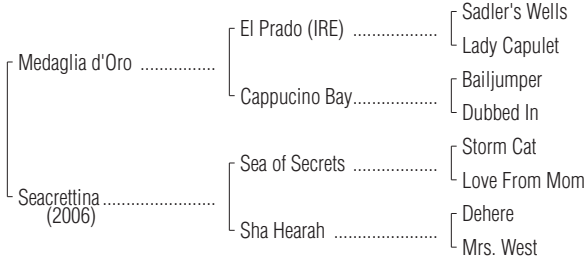 Sadler's Wells
El Prado (IRE) ...................
Lady Capulet
Medaglia d'Oro ................
Bailjumper
Cappucino Bay...................
Dubbed In
Storm Cat
Sea of Secrets ...................
Love From Mom
Seacrettina .........................
(2006)
Dehere
Sha Hearah .......................
Mrs. West